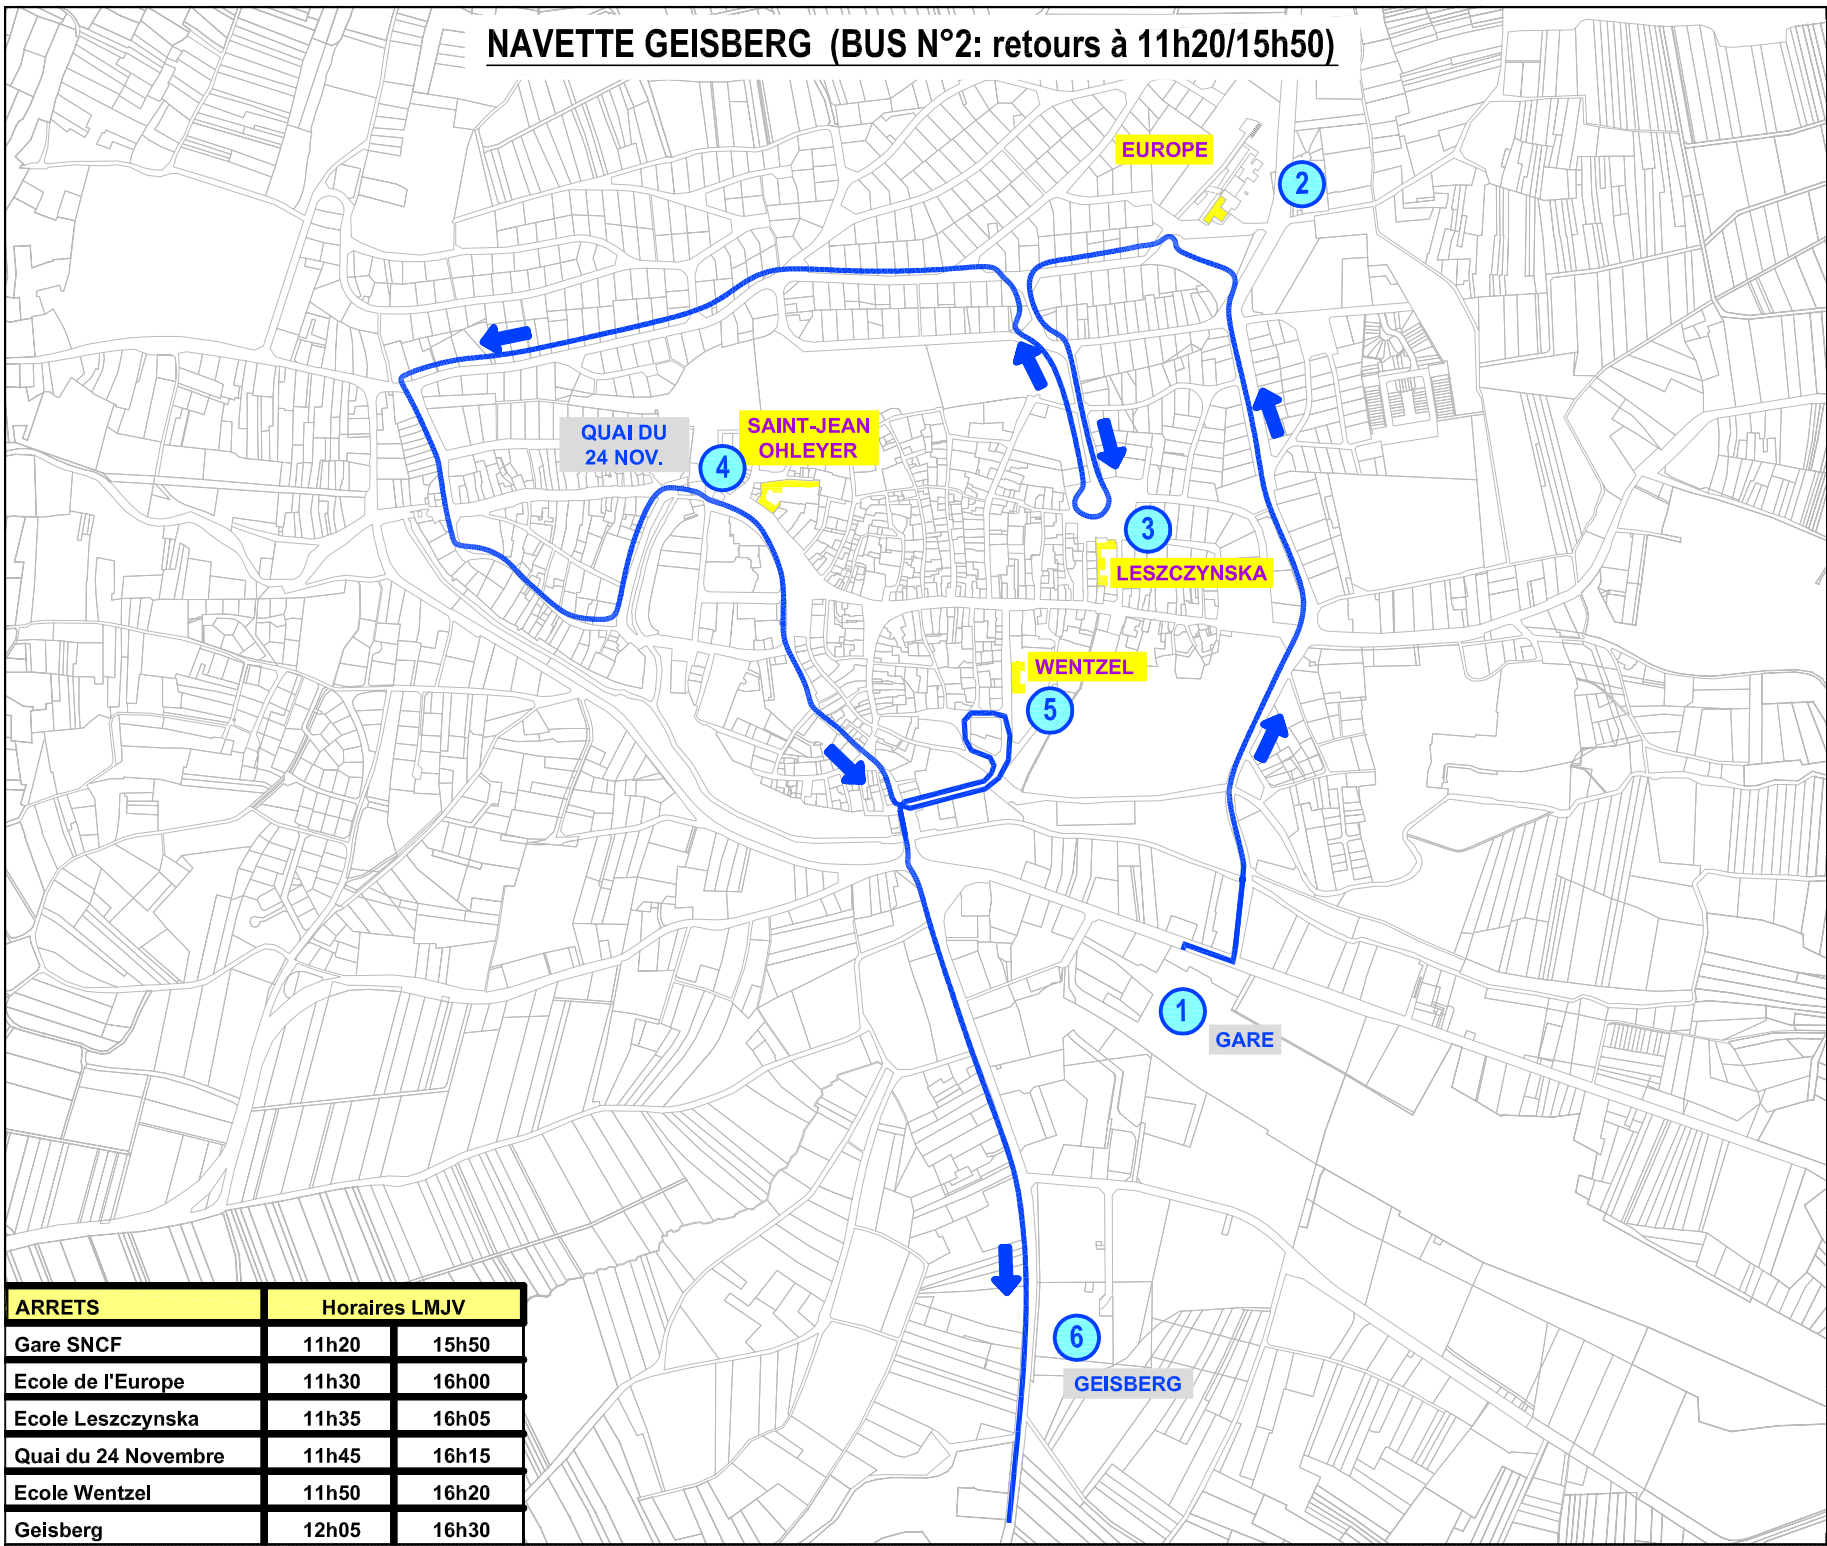 NAVETTE GEISBERG (BUS N°2: retours à 11h20/15h50)
EUROPE
2
QUAI DU
24 NOV.
4
SAINT-JEAN
OHLEYER
3
LESZCZYNSKA
WENTZEL
5
1
GARE
6
GEISBERG
ARRETS Horaires LMJV
Gare SNCF 11h20 15h50
Ecole de l'Europe 11h30 16h00
Ecole Leszczynska 11h35 16h05
Quai du 24 Novembre 11h45 16h15
Ecole Wentzel 11h50 16h20
Geisberg 12h05 16h30